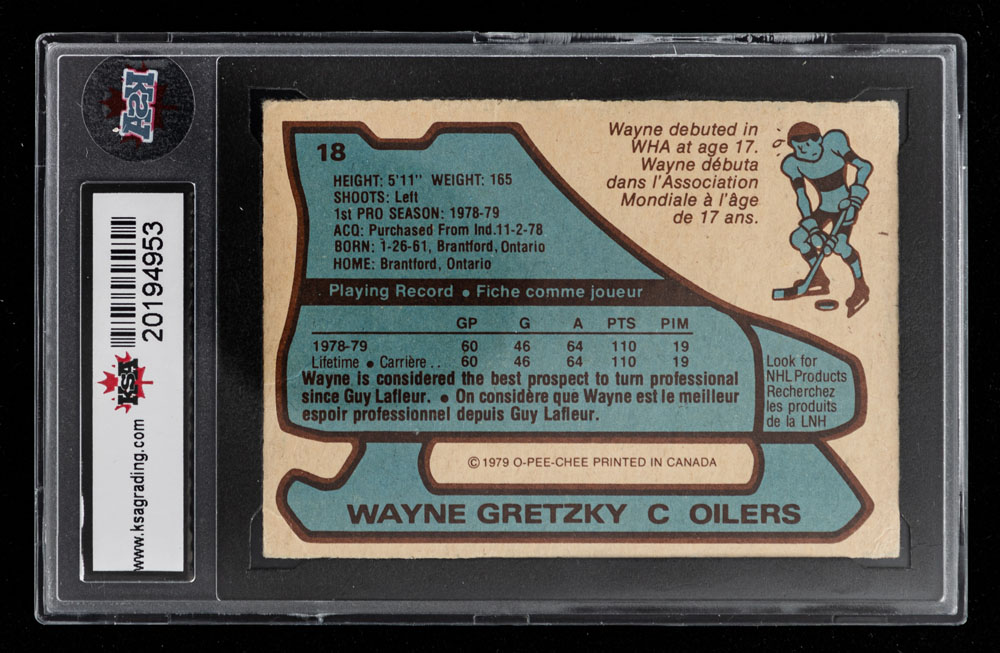 KSA
20194953
KSA
www.ksagrading.com
18
HEIGHT: 5'11" WEIGHT: 165
SHOOTS: Left
1st PRO SEASON: 1978-79
ACQ: Purchased From Ind. 11-2-78
BORN: 1-26-61, Brantford, Ontario
HOME: Brantford, Ontario
Wayne debuted in
WHA at age 17.
Wayne débuta
dans l'Association
Mondiale à l'âge
de 17 ans.
Playing Record • Fiche comme joueur
GP G A PTS PIM
1978-79 60 46 64 110 19
Lifetime • Carrière .. 60 46 64 110 19
Wayne is considered the best prospect to turn professional
since Guy Lafleur. • On considère que Wayne est le meilleur
espoir professionnel depuis Guy Lafleur.
Look for
NHL Products
Recherchez
les produits
de la LNH
© 1979 O-PEE-CHEE PRINTED IN CANADA
WAYNE GRETZKY C OILERS